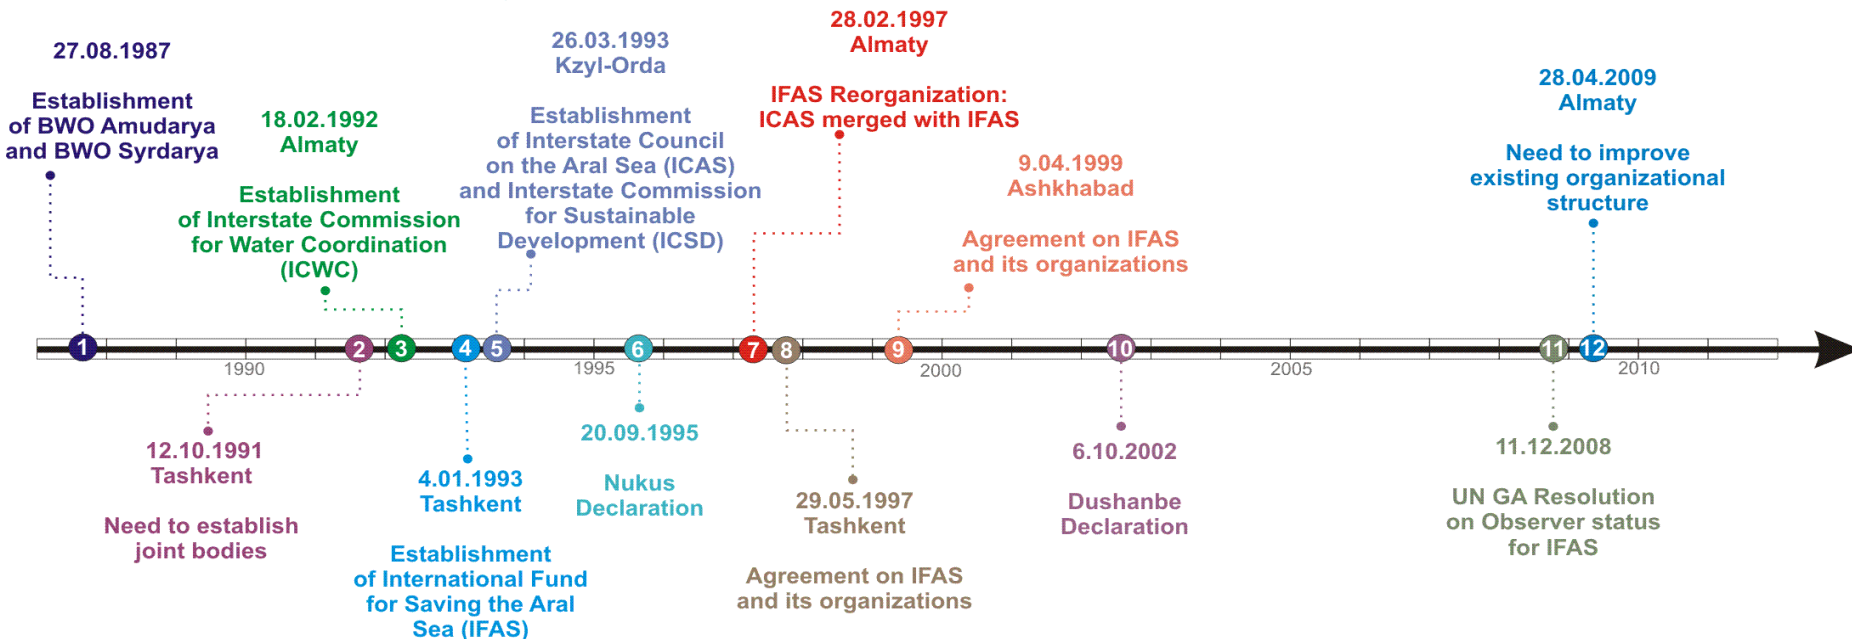 27.08.1987
Establishment
of BWO Amudarya
and BWO Syrdarya
18.02.1992
Almaty
Establishment
of Interstate Commission
for Water Coordination
(ICWC)
26.03.1993
Kzyl-Orda
Establishment
of Interstate Council
on the Aral Sea (ICAS)
and Interstate Commission
for Sustainable
Development (ICSD)
28.02.1997
Almaty
IFAS Reorganization:
ICAS merged with IFAS
9.04.1999
Ashkhabad
Agreement on IFAS
and its organizations
28.04.2009
Almaty
Need to improve
existing organizational
structure
1 2 3 4 5 6 7 8 9 10 11 12
1990 1995 2000 2005 2010
12.10.1991
Tashkent
Need to establish
joint bodies
4.01.1993
Tashkent
Establishment
of International Fund
for Saving the Aral
Sea (IFAS)
20.09.1995
Nukus
Declaration
29.05.1997
Tashkent
Agreement on IFAS
and its organizations
6.10.2002
Dushanbe
Declaration
11.12.2008
UN GA Resolution
on Observer status
for IFAS